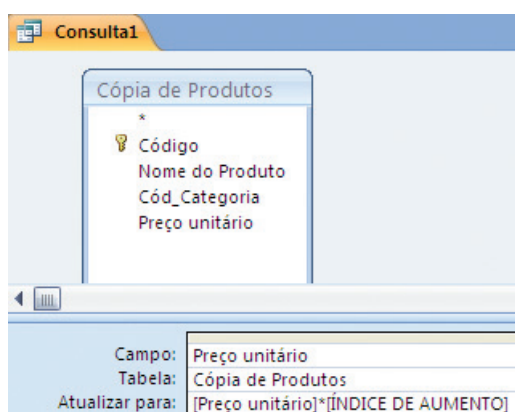 Consulta1
Cópia de Produtos
*
Código
Nome do Produto
Cód_Categoria
Preço unitário
Campo: Preço unitário
Tabela: Cópia de Produtos
Atualizar para: [Preço unitário]*[ÍNDICE DE AUMENTO]